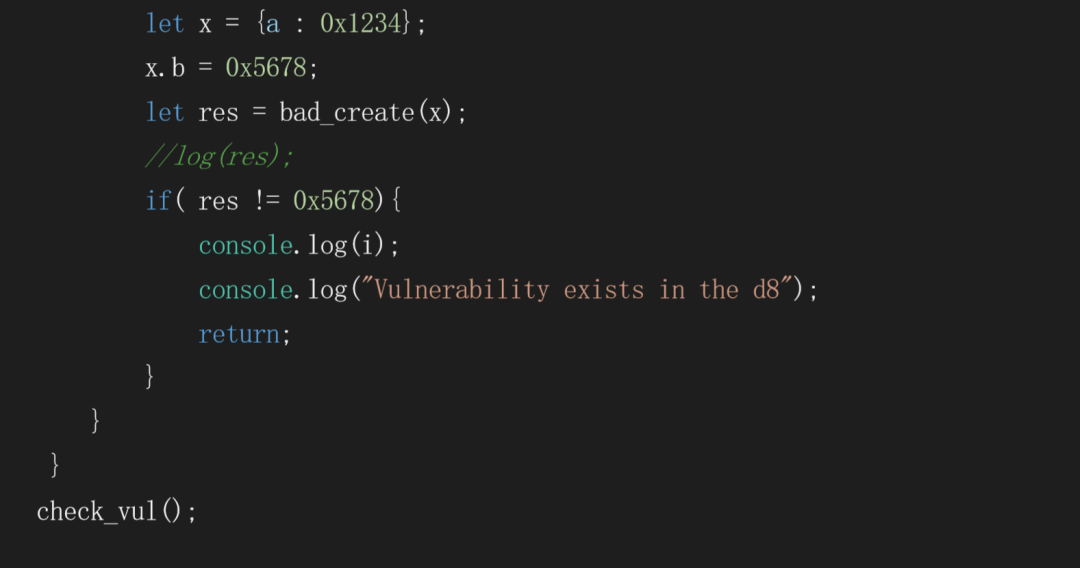 let x = {a : 0x1234};
x.b = 0x5678;
let res = bad_create(x);
//log(res);
if( res != 0x5678){
console.log(i);
console.log("Vulnerability exists in the d8");
return;
}
}
}
check_vul();